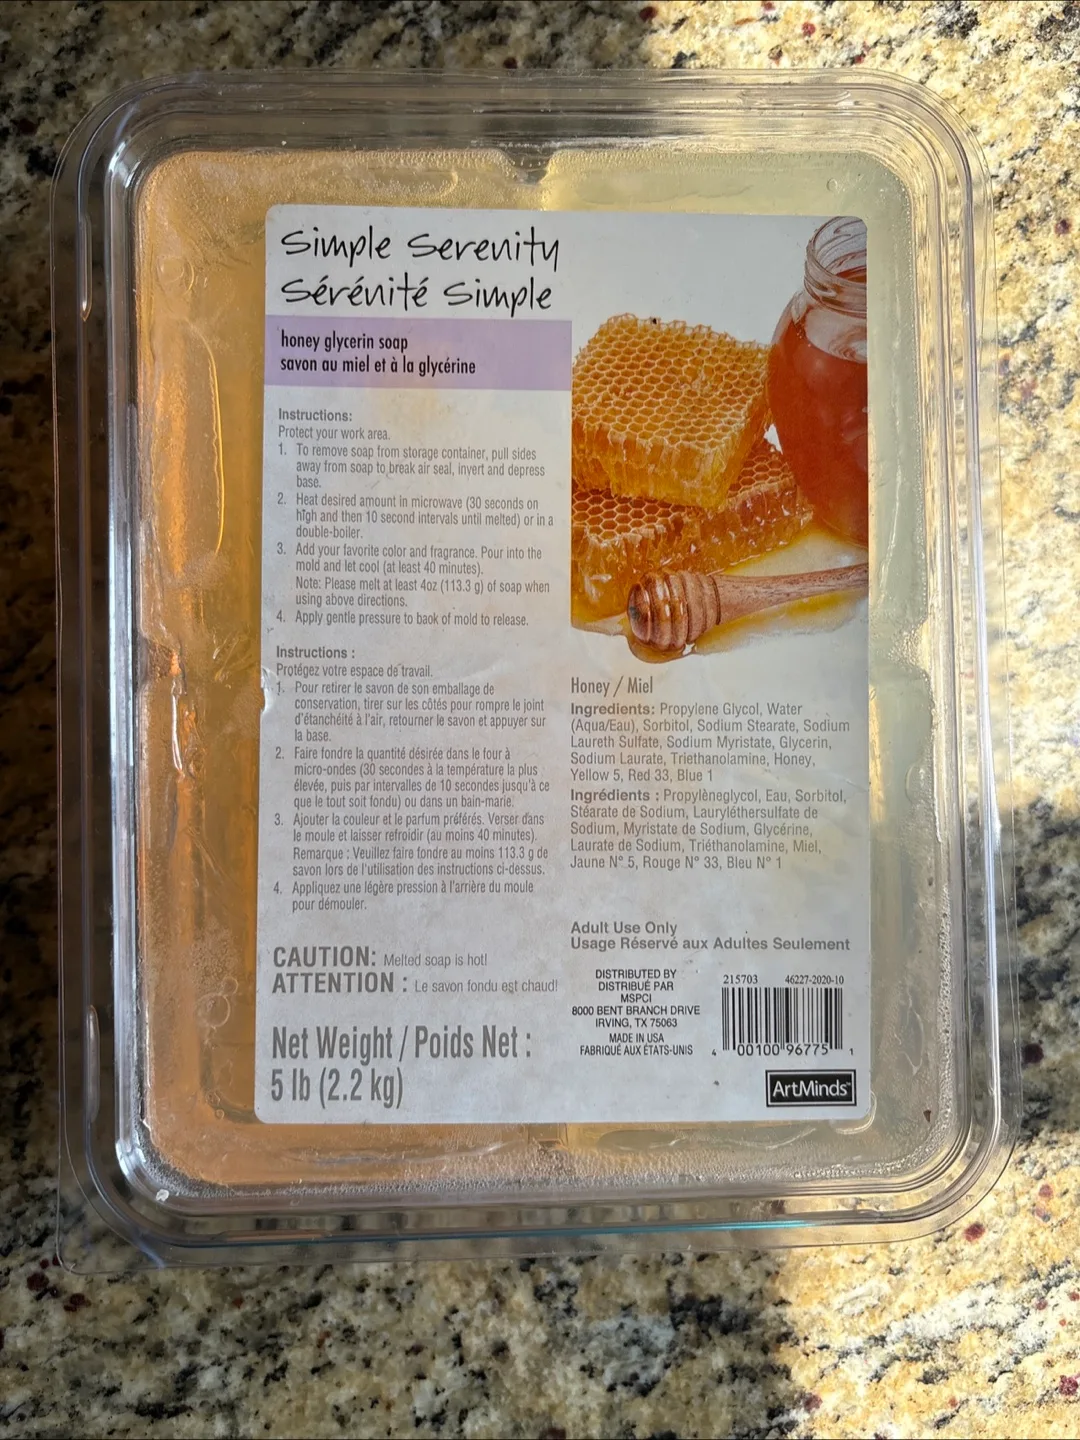 Simple Serenity
Sérénité Simple
honey glycerin soap
savon au miel et à la glycérine
Instructions:
Protect your work area.
1. To remove soap from storage container, pull sides
away from soap to break air seal, invert and depress
base.
2. Heat desired amount in microwave (30 seconds on
high and then 10 second intervals until melted) or in a
double-boiler.
3. Add your favorite color and fragrance. Pour into the
mold and let cool (at least 40 minutes).
Note: Please melt at least 4oz (113.3 g) of soap when
using above directions.
4. Apply gentle pressure to back of mold to release.
Instructions :
Protégez votre espace de travail.
1. Pour retirer le savon de son emballage de
conservation, tirer sur les côtés pour rompre le joint
d'étanchéité à l'air, retourner le savon et appuyer sur
la base.
2. Faire fondre la quantité désirée dans le four à
micro-ondes (30 secondes à la température la plus
élevée, puis par intervalles de 10 secondes jusqu'à ce
que le tout soit fondu) ou dans un bain-marie.
3. Ajouter la couleur et le parfum préférés. Verser dans
le moule et laisser refroidir (au moins 40 minutes).
Remarque : Veuillez faire fondre au moins 113.3 g de
savon lors de l'utilisation des instructions ci-dessus.
4. Appliquez une légère pression à l'arrière du moule
pour démouler.
CAUTION: Melted soap is hot!
ATTENTION : Le savon fondu est chaud!
Net Weight / Poids Net :
5 lb (2.2 kg)
Honey / Miel
Ingredients: Propylene Glycol, Water
(Aqua/Eau), Sorbitol, Sodium Stearate, Sodium
Laureth Sulfate, Sodium Myristate, Glycerin,
Sodium Laurate, Triethanolamine, Honey,
Yellow 5, Red 33, Blue 1
Ingrédients : Propylèneglycol, Eau, Sorbitol,
Stéarate de Sodium, Lauryléthersulfate de
Sodium, Myristate de Sodium, Glycérine,
Laurate de Sodium, Triéthanolamine, Miel,
Jaune N° 5, Rouge N° 33, Bleu N° 1
Adult Use Only
Usage Réservé aux Adultes Seulement
DISTRIBUTED BY
DISTRIBUÉ PAR
MSPCI
8000 BENT BRANCH DRIVE
IRVING, TX 75063
MADE IN USA
FABRIQUÉ AUX ÉTATS-UNIS
215703 46227-2020-10
4 00100 96775 1
ArtMinds™